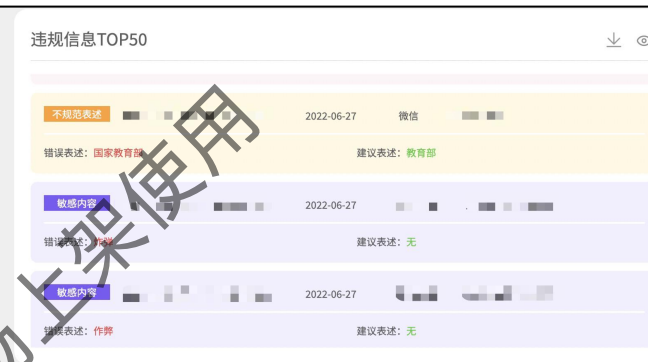 违规信息TOP50
不规范表述 2022-06-27 微信
错误表述：国家教育部 建议表述：教育部
敏感内容 2022-06-27
错误表述：作弊 建议表述：无
敏感内容 2022-06-27
错误表述：作弊 建议表述：无
上架使用